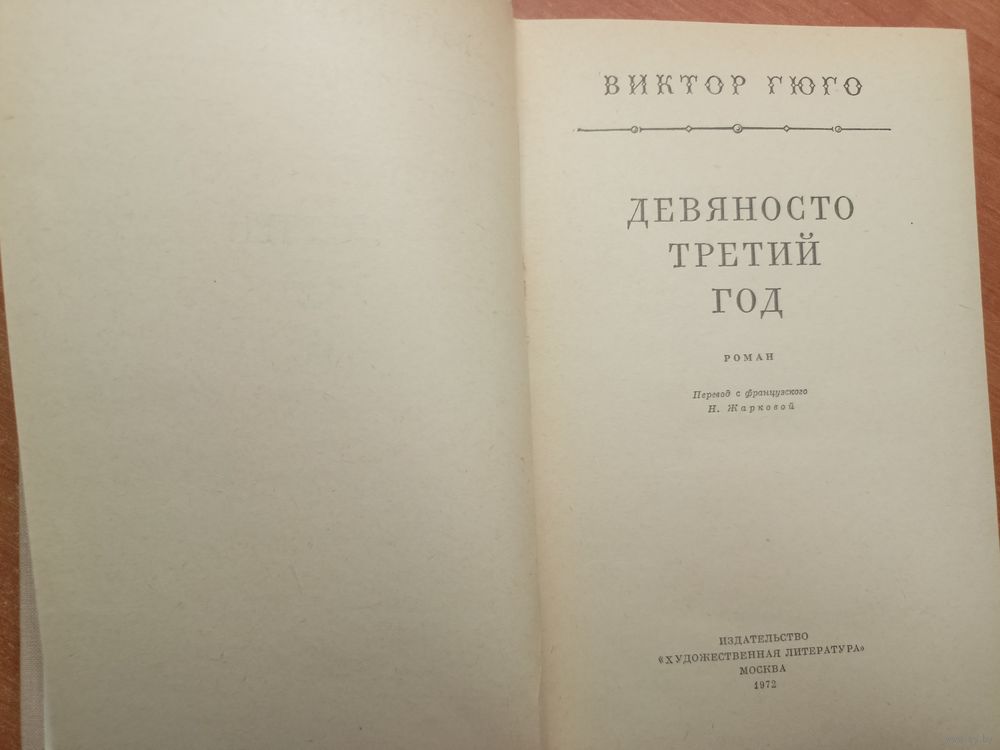 ВИКТОР ГЮГО
ДЕВЯНОСТО
ТРЕТИЙ
ГОД
РОМАН
Перевод с французского
Н. Жарковой
ИЗДАТЕЛЬСТВО
«ХУДОЖЕСТВЕННАЯ ЛИТЕРАТУРА»
МОСКВА
1972